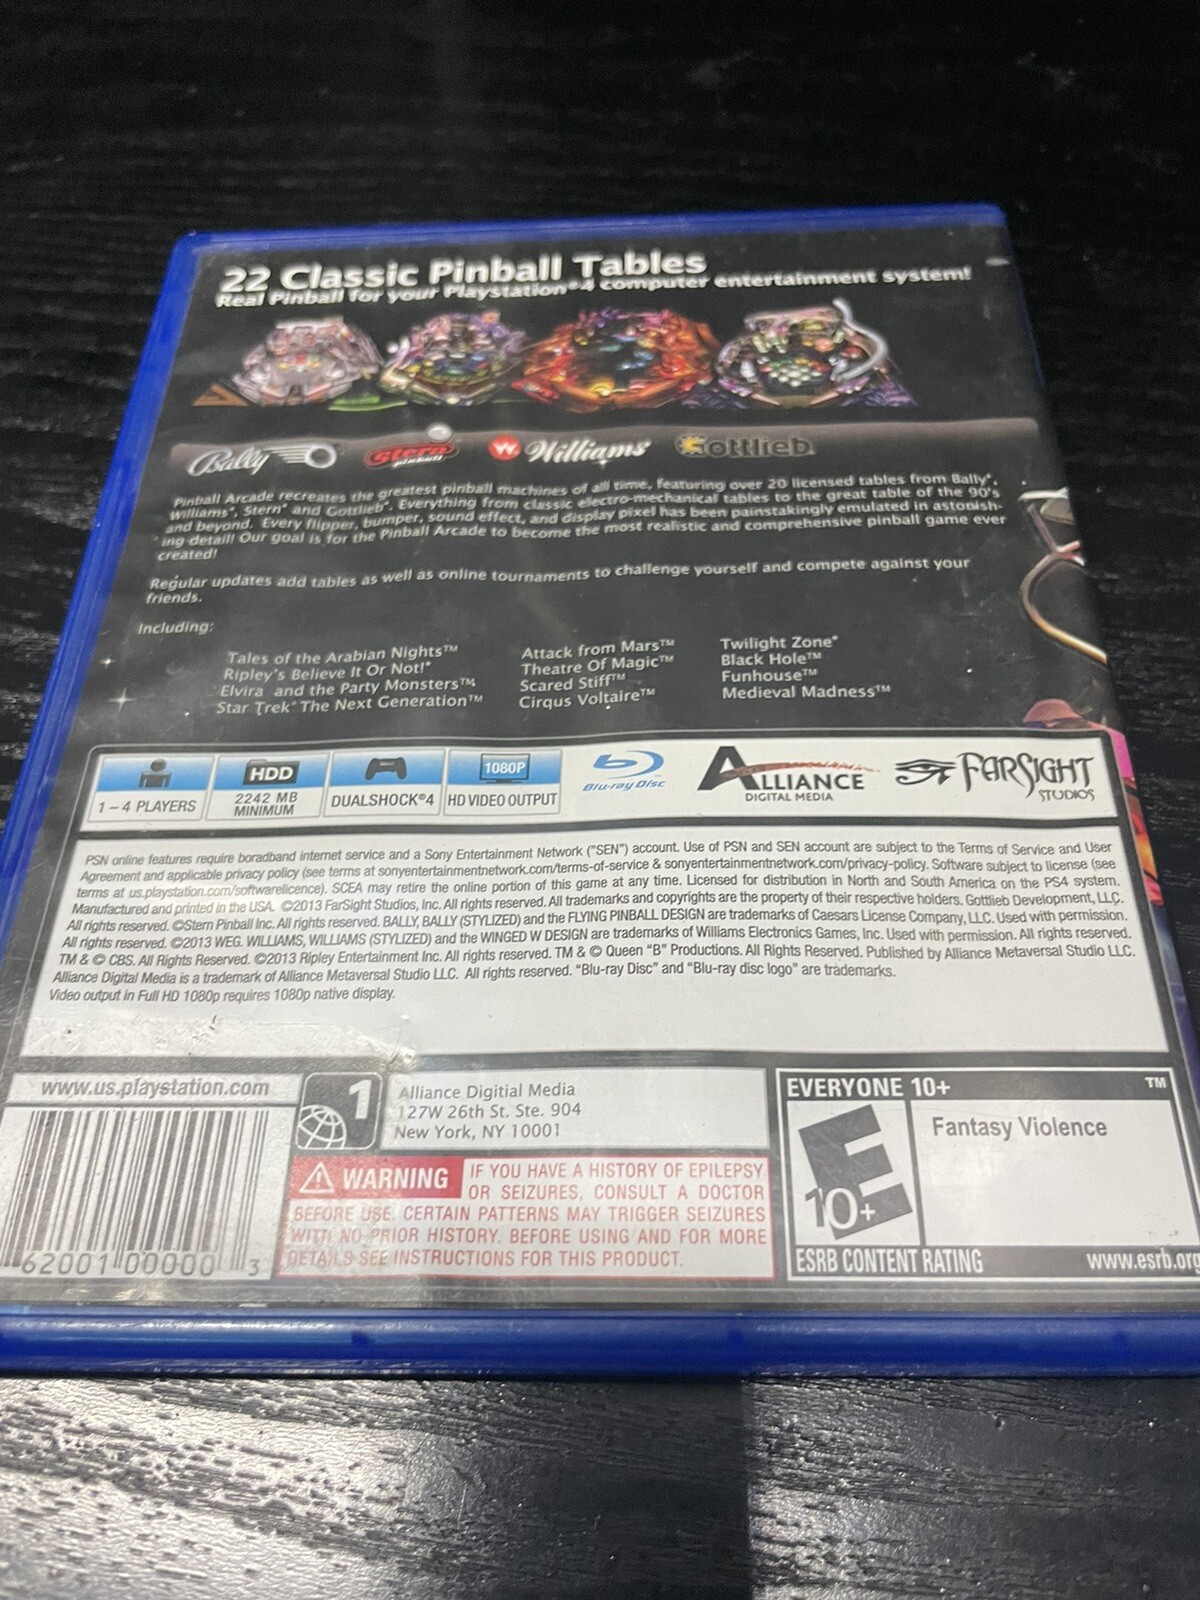 22 Classic Pinball Tables
Real Pinball for your Playstation®4 computer entertainment system!
Bally
Stern
pinball
W Williams
Gottlieb
Pinball Arcade recreates the greatest pinball machines of all time, featuring over 20 licensed tables from Bally®,
Williams®, Stern® and Gottlieb®. Everything from classic electro-mechanical tables to the great table of the 90's
and beyond. Every flipper, bumper, sound effect, and display pixel has been painstakingly emulated in astonish-
ing detail! Our goal is for the Pinball Arcade to become the most realistic and comprehensive pinball game ever
created!
Regular updates add tables as well as online tournaments to challenge yourself and compete against your
friends.
Including:
Tales of the Arabian Nights™
Ripley's Believe It Or Not!®
Elvira and the Party Monsters™
Star Trek® The Next Generation™
Attack from Mars™
Theatre Of Magic™
Scared Stiff™
Cirqus Voltaire™
Twilight Zone®
Black Hole™
Funhouse™
Medieval Madness™
1 – 4 PLAYERS
HDD
2242 MB
MINIMUM
DUALSHOCK®4
1080P
HD VIDEO OUTPUT
Blu-ray Disc™
ALLIANCE
DIGITAL MEDIA
FARSIGHT
STUDIOS
PSN online features require boradband internet service and a Sony Entertainment Network ("SEN") account. Use of PSN and SEN account are subject to the Terms of Service and User
Agreement and applicable privacy policy (see terms at sonyentertainmentnetwork.com/terms-of-service & sonyentertainmentnetwork.com/privacy-policy. Software subject to license (see
terms at us.playstation.com/softwarelicence). SCEA may retire the online portion of this game at any time. Licensed for distribution in North and South America on the PS4 system.
Manufactured and printed in the USA. ©2013 FarSight Studios, Inc. All rights reserved. All trademarks and copyrights are the property of their respective holders. Gottlieb Development, LLC.
All rights reserved. ©Stern Pinball Inc. All rights reserved. BALLY, BALLY (STYLIZED) and the FLYING PINBALL DESIGN are trademarks of Caesars License Company, LLC. Used with permission.
All rights reserved. ©2013 WEG. WILLIAMS, WILLIAMS (STYLIZED) and the WINGED W DESIGN are trademarks of Williams Electronics Games, Inc. Used with permission. All rights reserved.
TM & © CBS. All Rights Reserved. ©2013 Ripley Entertainment Inc. All rights reserved. TM & © Queen "B" Productions. All Rights Reserved. Published by Alliance Metaversal Studio LLC.
Alliance Digital Media is a trademark of Alliance Metaversal Studio LLC. All rights reserved. "Blu-ray Disc" and "Blu-ray disc logo" are trademarks.
Video output in Full HD 1080p requires 1080p native display.
www.us.playstation.com
62001 00000 3
1
Alliance Digitial Media
127W 26th St. Ste. 904
New York, NY 10001
WARNING IF YOU HAVE A HISTORY OF EPILEPSY
OR SEIZURES, CONSULT A DOCTOR
BEFORE USE. CERTAIN PATTERNS MAY TRIGGER SEIZURES
WITH NO PRIOR HISTORY. BEFORE USING AND FOR MORE
DETAILS SEE INSTRUCTIONS FOR THIS PRODUCT.
EVERYONE 10+ ™
E
10+
Fantasy Violence
ESRB CONTENT RATING www.esrb.org